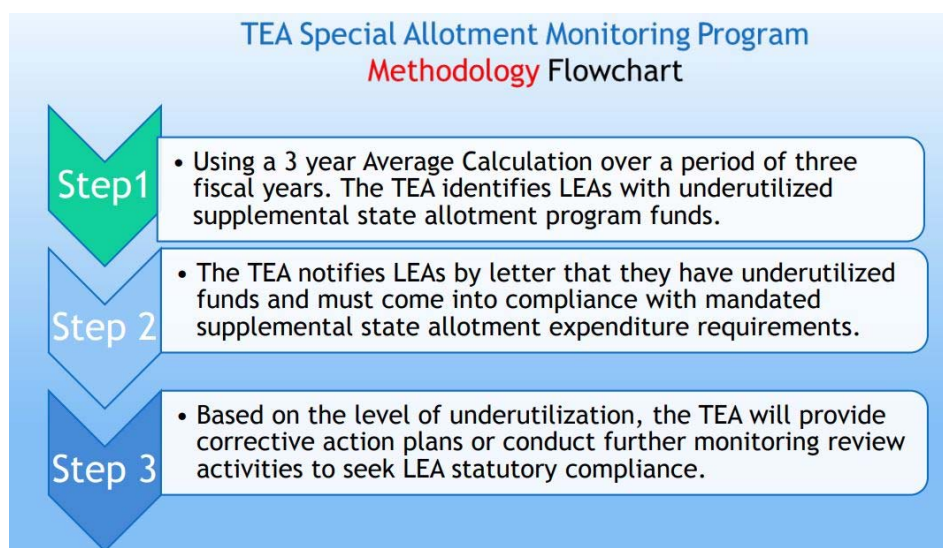 TEA Special Allotment Monitoring Program
Methodology Flowchart
Step1
• Using a 3 year Average Calculation over a period of three
fiscal years. The TEA identifies LEAs with underutilized
supplemental state allotment program funds.
Step 2
• The TEA notifies LEAs by letter that they have underutilized
funds and must come into compliance with mandated
supplemental state allotment expenditure requirements.
Step 3
• Based on the level of underutilization, the TEA will provide
corrective action plans or conduct further monitoring review
activities to seek LEA statutory compliance.